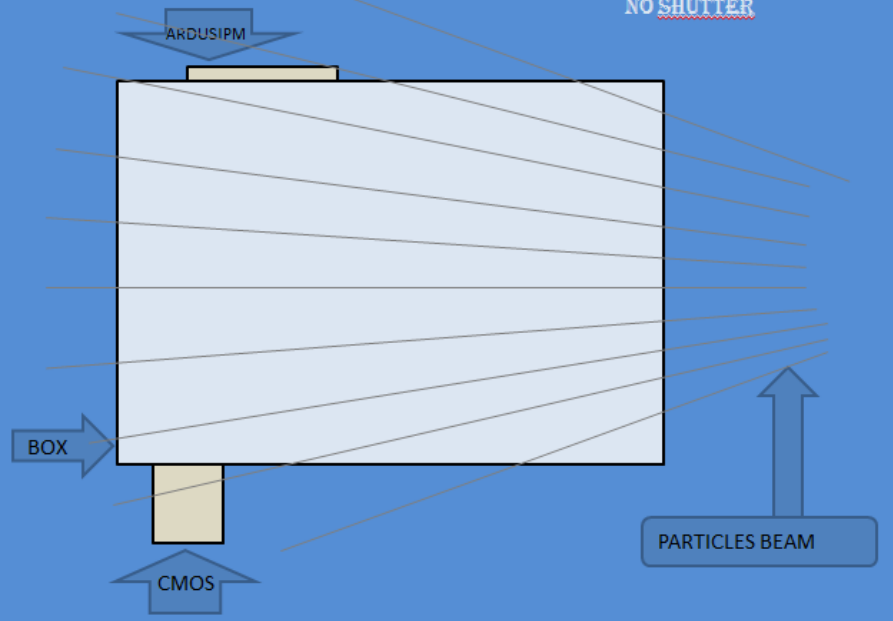 NO SHUTTER
ARDUSIPM
BOX
PARTICLES BEAM
CMOS